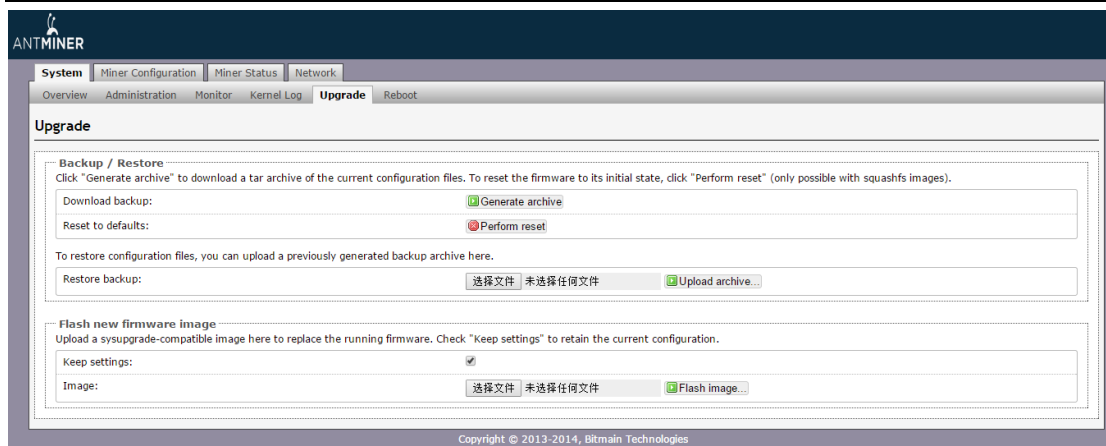 ANTMINER
System Miner Configuration Miner Status Network
Overview Administration Monitor Kernel Log Upgrade Reboot
Upgrade
Backup / Restore
Click "Generate archive" to download a tar archive of the current configuration files. To reset the firmware to its initial state, click "Perform reset" (only possible with squashfs images).
Download backup: Generate archive
Reset to defaults: Perform reset
To restore configuration files, you can upload a previously generated backup archive here.
Restore backup: 选择文件 未选择任何文件 Upload archive...
Flash new firmware image
Upload a sysupgrade-compatible image here to replace the running firmware. Check "Keep settings" to retain the current configuration.
Keep settings:
Image: 选择文件 未选择任何文件 Flash image...
Copyright © 2013-2014, Bitmain Technologies